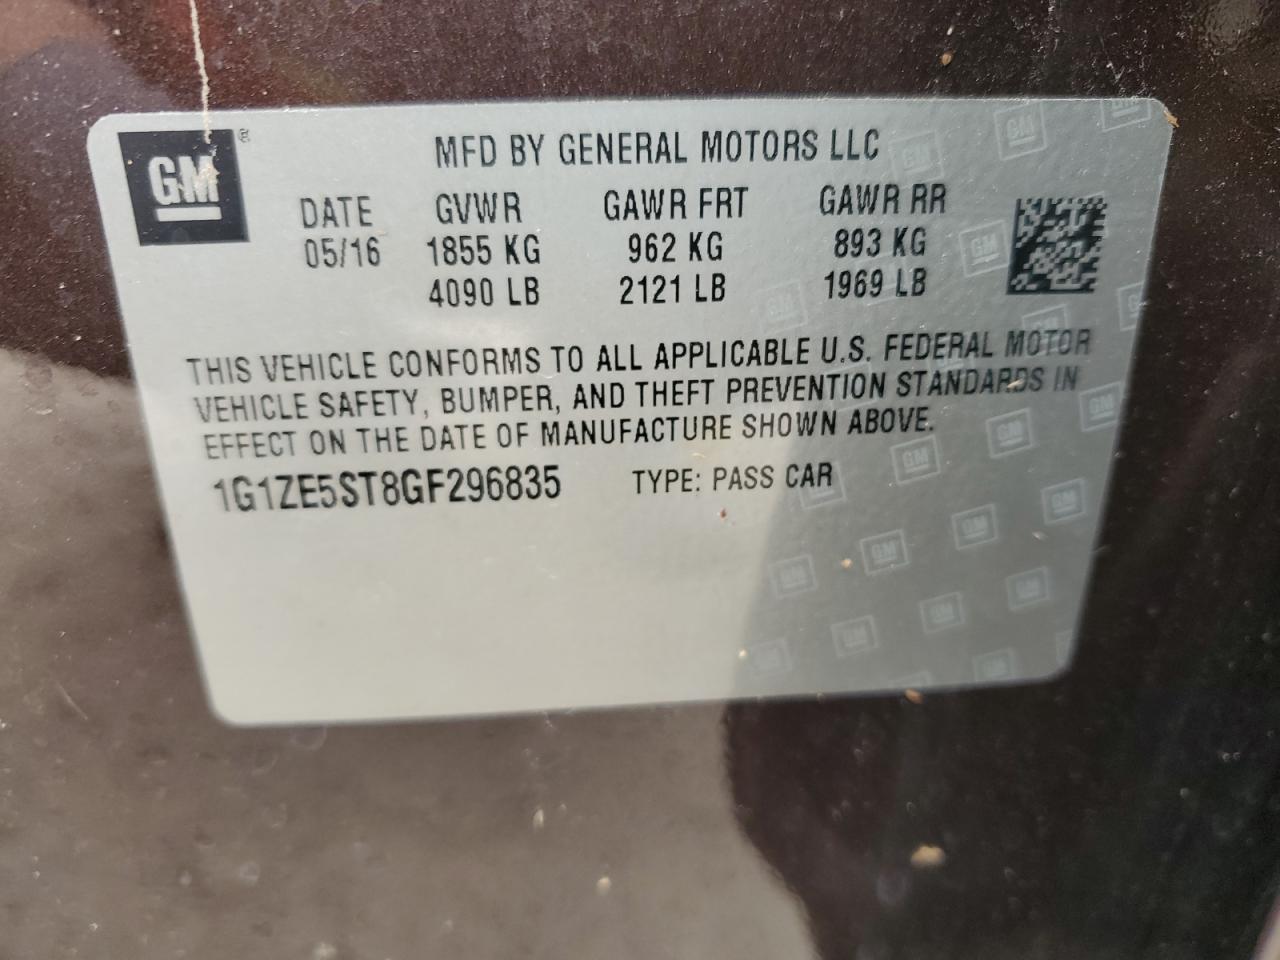 GM®
MFD BY GENERAL MOTORS LLC
DATE GVWR GAWR FRT GAWR RR
05/16 1855 KG 962 KG 893 KG
4090 LB 2121 LB 1969 LB
THIS VEHICLE CONFORMS TO ALL APPLICABLE U.S. FEDERAL MOTOR
VEHICLE SAFETY, BUMPER, AND THEFT PREVENTION STANDARDS IN
EFFECT ON THE DATE OF MANUFACTURE SHOWN ABOVE.
1G1ZE5ST8GF296835 TYPE: PASS CAR